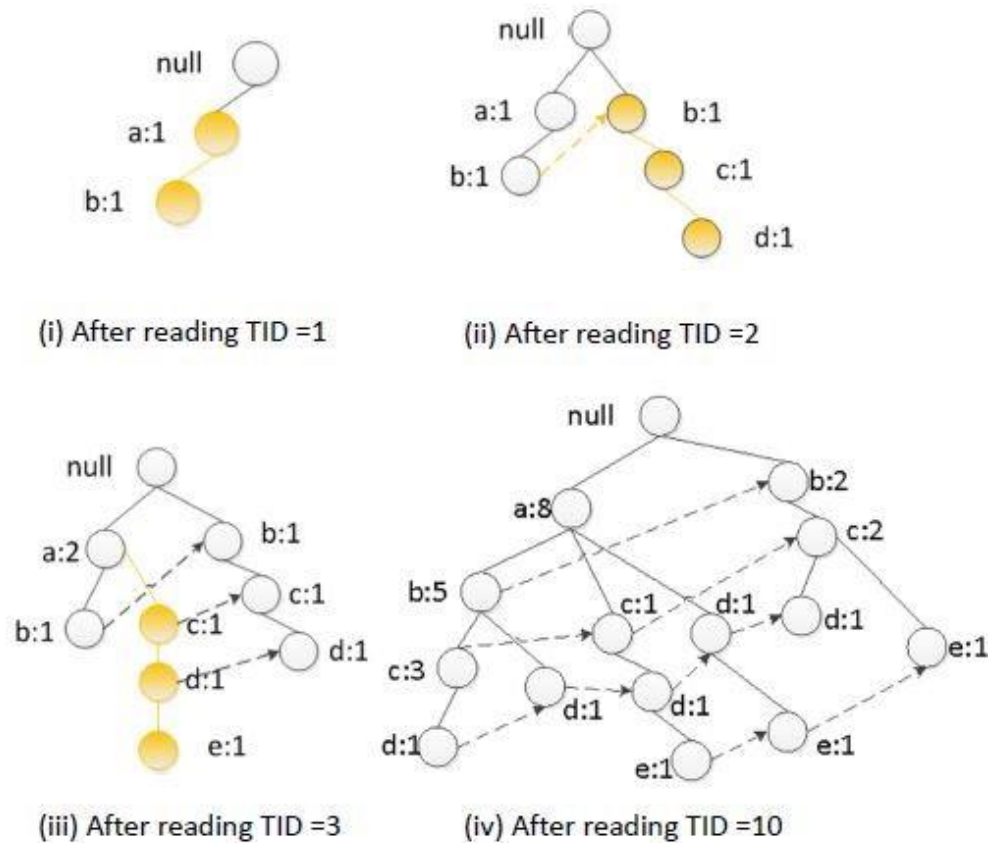 null
a:1
b:1
(i) After reading TID =1
null
a:1
b:1
b:1
c:1
d:1
(ii) After reading TID =2
null
a:2
b:1
b:1
c:1
c:1
d:1
d:1
e:1
(iii) After reading TID =3
null
a:8
b:2
c:2
b:5
c:1
d:1
d:1
e:1
c:3
d:1
d:1
d:1
e:1
e:1
(iv) After reading TID =10